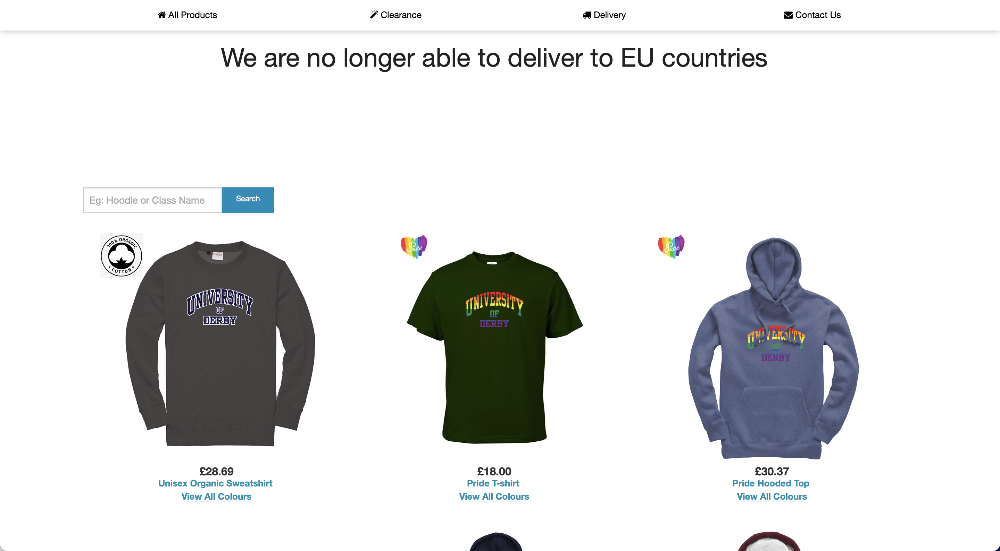 All Products
Clearance
Delivery
Contact Us
We are no longer able to deliver to EU countries
Eg: Hoodie or Class Name
Search
100% ORGANIC
COTTON
UNIVERSITY
OF
DERBY
Pride
UNIVERSITY
OF
DERBY
Pride
UNIVERSITY
OF
DERBY
£28.69
Unisex Organic Sweatshirt
View All Colours
£18.00
Pride T-shirt
View All Colours
£30.37
Pride Hooded Top
View All Colours